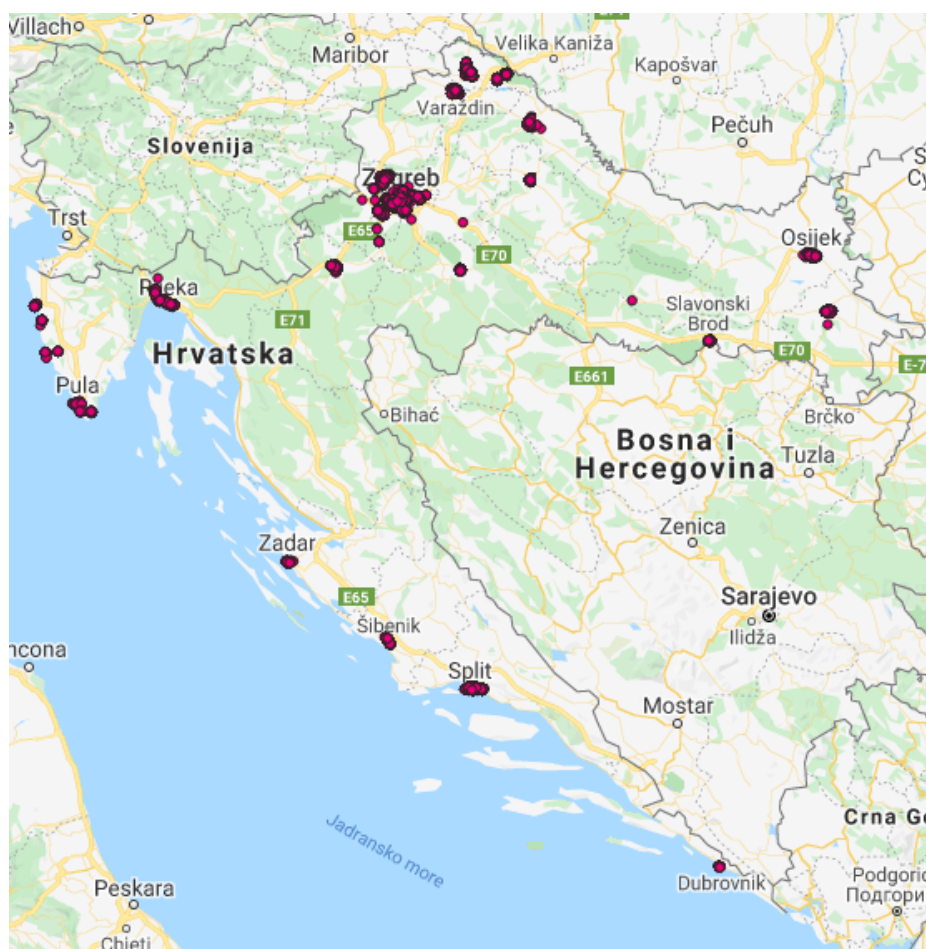 Villach
Maribor
Velika Kaniža
Kapošvar
Varaždin
Pečuh
Slovenija
Zagreb
Trst
E65
E70
Osijek
Rijeka
E71
Slavonski
Brod
E70
Hrvatska
E661
Pula
Bihać
Brčko
Bosna i
Hercegovina
Tuzla
Zenica
Zadar
E65
Sarajevo
Šibenik
Ilidža
Split
Mostar
Jadransko more
Crna
Dubrovnik
Peskara
Chieti